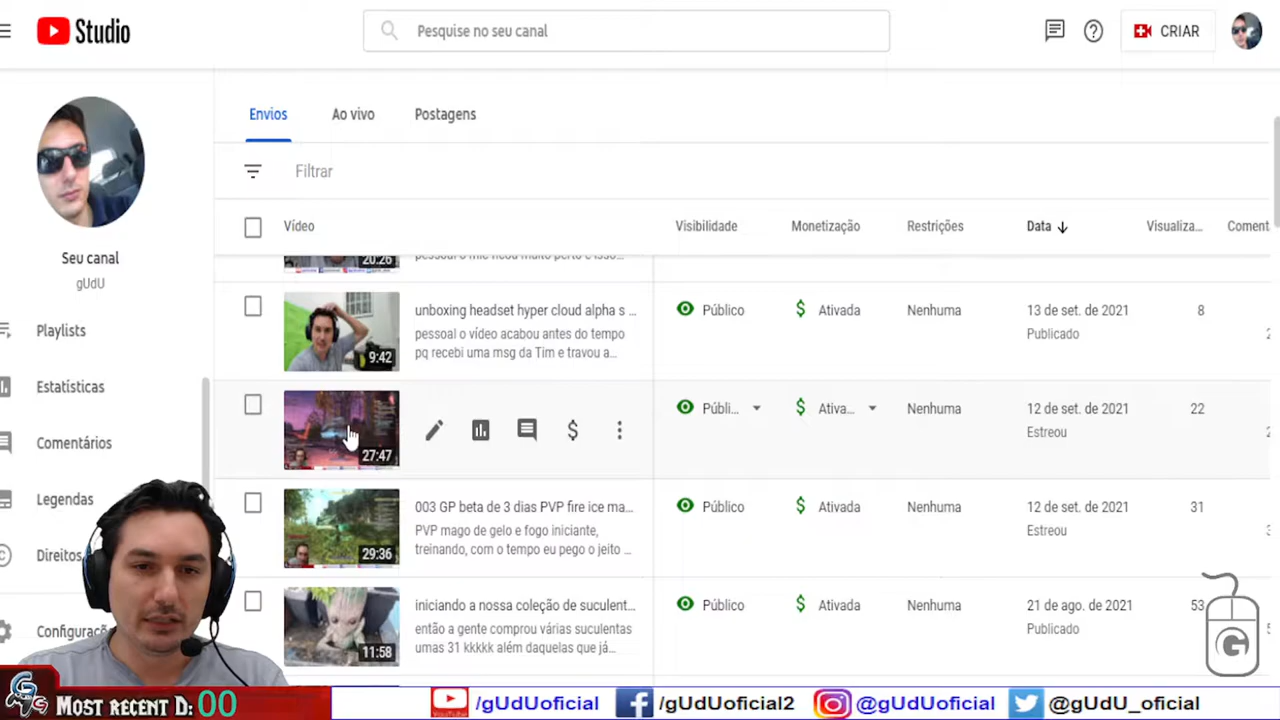 Studio
Pesquise no seu canal
CRIAR
Envios
Ao vivo
Postagens
Filtrar
Seu canal
gUdU
Playlists
Estatísticas
Comentários
Legendas
Direitos
Configuraçõ
Vídeo
Visibilidade
Monetização
Restrições
Data
Visualiza...
Coment
20:26
9:42
unboxing headset hyper cloud alpha s ...
pessoal o vídeo acabou antes do tempo
pq recebi uma msg da Tim e travou a...
Público
Ativada
Nenhuma
13 de set. de 2021
Publicado
8
27:47
Públi...
Ativa...
Nenhuma
12 de set. de 2021
Estreou
22
29:36
003 GP beta de 3 dias PVP fire ice ma...
PVP mago de gelo e fogo iniciante,
treinando, com o tempo eu pego o jeito ...
Público
Ativada
Nenhuma
12 de set. de 2021
Estreou
31
11:58
iniciando a nossa coleção de suculent...
então a gente comprou várias suculentas
umas 31 kkkkk além daquelas que já...
Público
Ativada
Nenhuma
21 de ago. de 2021
Publicado
53
G
Most recent D: 00
/gUdUoficial
/gUdUoficial2
@gUdUoficial
@gUdU_oficial